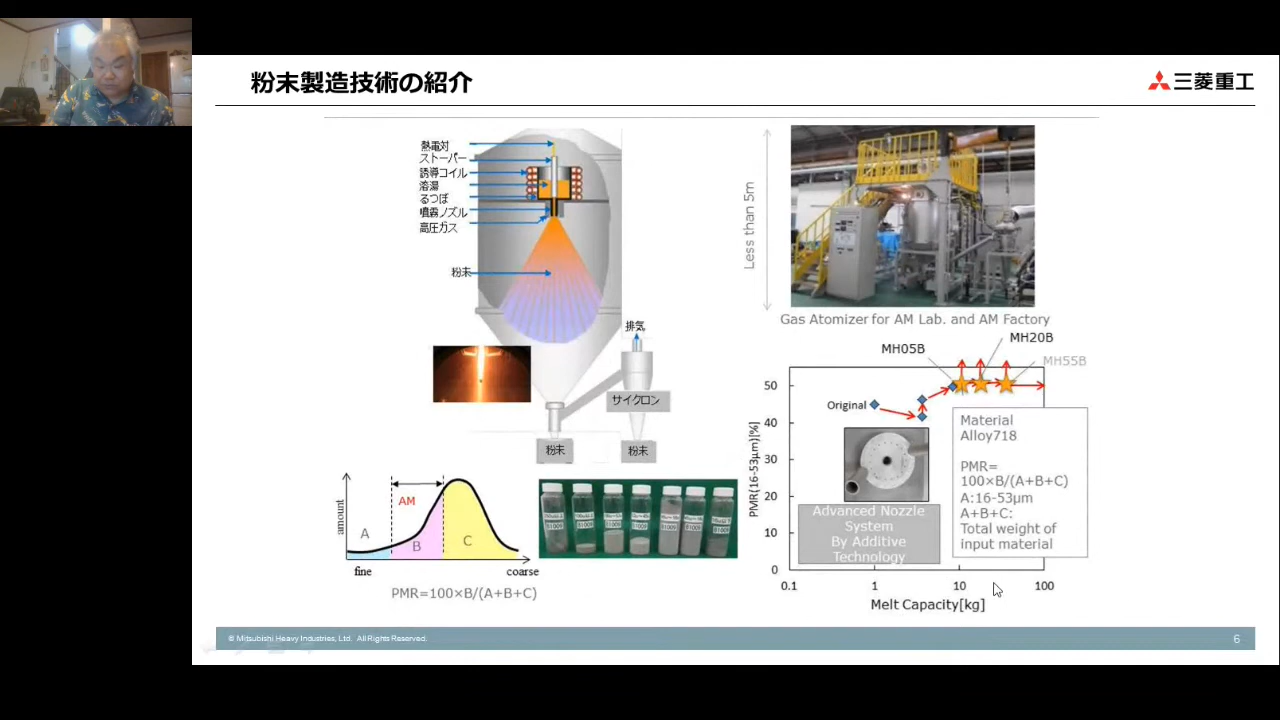 粉末製造技術の紹介
三菱重工
熱電対
ストーパー
誘導コイル
溶湯
るつぼ
噴霧ノズル
高圧ガス
粉末
排気
サイクロン
粉末
粉末
Less than 5m
Gas Atomizer for AM Lab. and AM Factory
MH05B
MH20B
MH55B
Original
PMR(16-53μm)[%]
50
40
30
20
10
0
0.1
1
10
100
Melt Capacity[kg]
Material
Alloy718
PMR=
100×B/(A+B+C)
A:16-53μm
A+B+C:
Total weight of
input material
Advanced Nozzle
System
By Additive
Technology
amount
AM
A
B
C
fine
coarse
PMR=100×B/(A+B+C)
© Mitsubishi Heavy Industries, Ltd. All Rights Reserved.
6